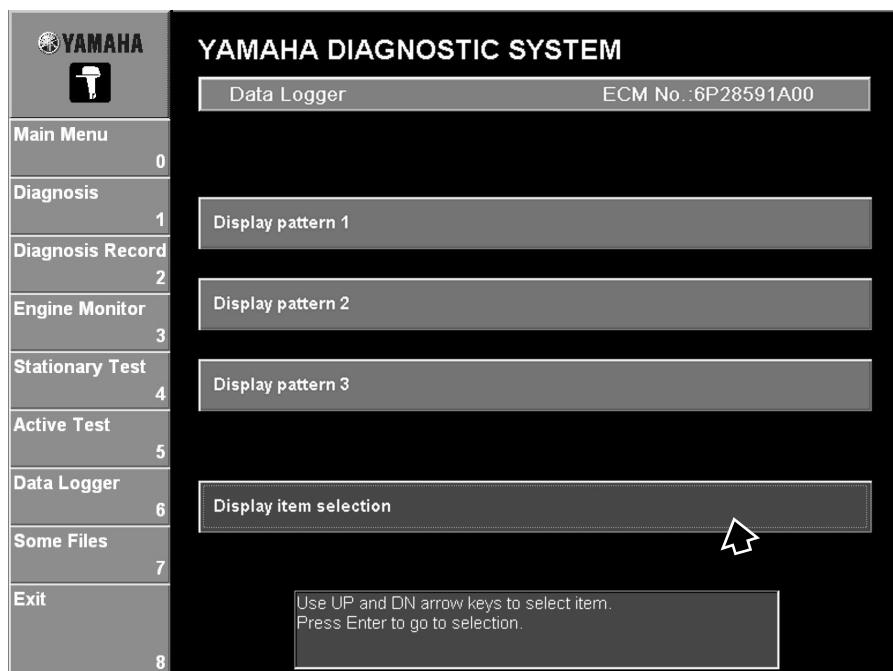 YAMAHA
YAMAHA DIAGNOSTIC SYSTEM
Data Logger ECM No.:6P28591A00
Main Menu
0
Diagnosis
1
Diagnosis Record
2
Engine Monitor
3
Stationary Test
4
Active Test
5
Data Logger
6
Some Files
7
Exit
8
Display pattern 1
Display pattern 2
Display pattern 3
Display item selection
Use UP and DN arrow keys to select item.
Press Enter to go to selection.